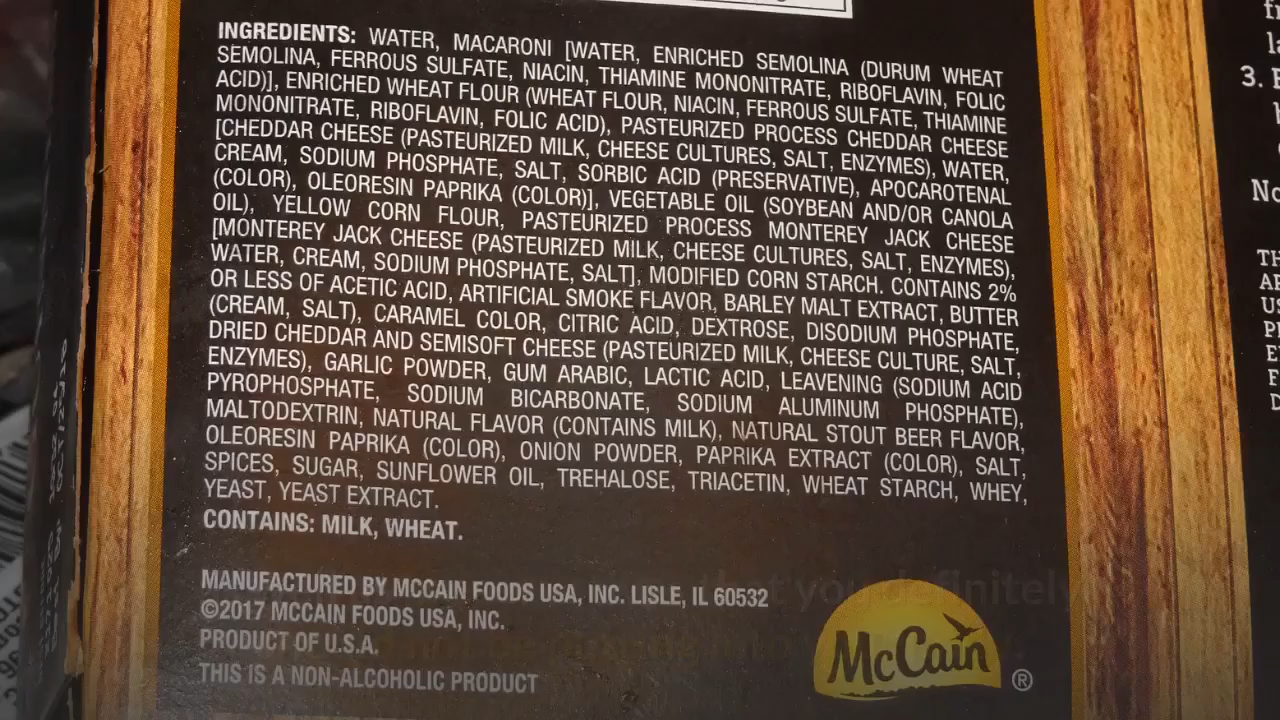 INGREDIENTS: WATER, MACARONI [WATER, ENRICHED SEMOLINA (DURUM WHEAT
SEMOLINA, FERROUS SULFATE, NIACIN, THIAMINE MONONITRATE, RIBOFLAVIN, FOLIC
ACID)], ENRICHED WHEAT FLOUR (WHEAT FLOUR, NIACIN, FERROUS SULFATE, THIAMINE
MONONITRATE, RIBOFLAVIN, FOLIC ACID), PASTEURIZED PROCESS CHEDDAR CHEESE
[CHEDDAR CHEESE (PASTEURIZED MILK, CHEESE CULTURES, SALT, ENZYMES), WATER,
CREAM, SODIUM PHOSPHATE, SALT, SORBIC ACID (PRESERVATIVE), APOCAROTENAL
(COLOR), OLEORESIN PAPRIKA (COLOR)], VEGETABLE OIL (SOYBEAN AND/OR CANOLA
OIL), YELLOW CORN FLOUR, PASTEURIZED PROCESS MONTEREY JACK CHEESE
[MONTEREY JACK CHEESE (PASTEURIZED MILK, CHEESE CULTURES, SALT, ENZYMES),
WATER, CREAM, SODIUM PHOSPHATE, SALT], MODIFIED CORN STARCH. CONTAINS 2%
OR LESS OF ACETIC ACID, ARTIFICIAL SMOKE FLAVOR, BARLEY MALT EXTRACT, BUTTER
(CREAM, SALT), CARAMEL COLOR, CITRIC ACID, DEXTROSE, DISODIUM PHOSPHATE,
DRIED CHEDDAR AND SEMISOFT CHEESE (PASTEURIZED MILK, CHEESE CULTURE, SALT,
ENZYMES), GARLIC POWDER, GUM ARABIC, LACTIC ACID, LEAVENING (SODIUM ACID
PYROPHOSPHATE, SODIUM BICARBONATE, SODIUM ALUMINUM PHOSPHATE),
MALTODEXTRIN, NATURAL FLAVOR (CONTAINS MILK), NATURAL STOUT BEER FLAVOR,
OLEORESIN PAPRIKA (COLOR), ONION POWDER, PAPRIKA EXTRACT (COLOR), SALT,
SPICES, SUGAR, SUNFLOWER OIL, TREHALOSE, TRIACETIN, WHEAT STARCH, WHEY,
YEAST, YEAST EXTRACT.
CONTAINS: MILK, WHEAT.
MANUFACTURED BY MCCAIN FOODS USA, INC. LISLE, IL 60532
©2017 MCCAIN FOODS USA, INC.
PRODUCT OF U.S.A.
THIS IS A NON-ALCOHOLIC PRODUCT
McCain ®
that you definitely
3.